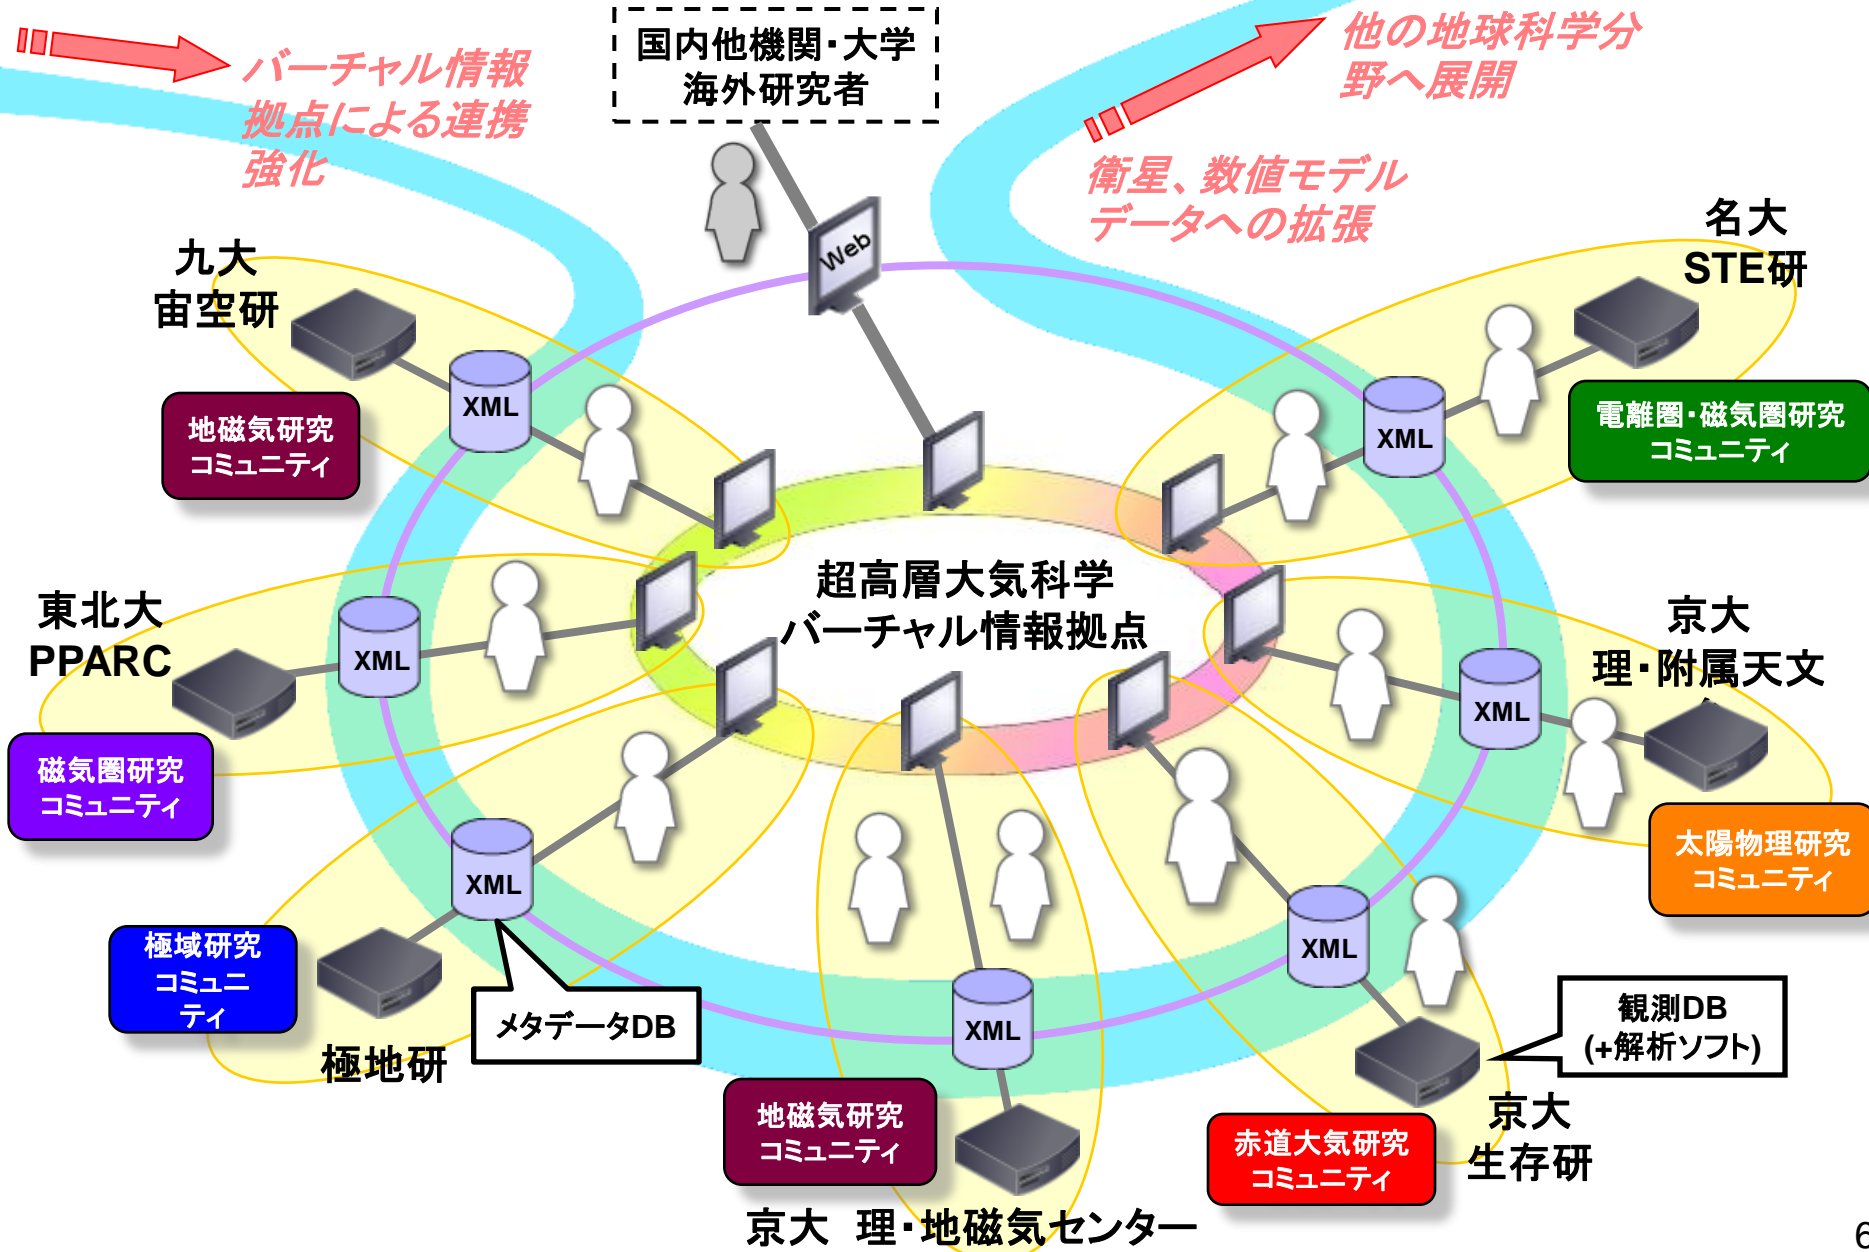 バーチャル情報
拠点による連携
強化
国内他機関・大学
海外研究者
他の地球科学分
野へ展開
衛星、数値モデル
データへの拡張
Web
九大
宙空研
XML
地磁気研究
コミュニティ
名大
STE研
XML
電離圏・磁気圏研究
コミュニティ
超高層大気科学
バーチャル情報拠点
東北大
PPARC
XML
磁気圏研究
コミュニティ
京大
理・附属天文
XML
太陽物理研究
コミュニティ
XML
極域研究
コミュニ
ティ
極地研
メタデータDB
XML
地磁気研究
コミュニティ
京大 理・地磁気センター
XML
観測DB
(+解析ソフト)
赤道大気研究
コミュニティ
京大
生存研
6